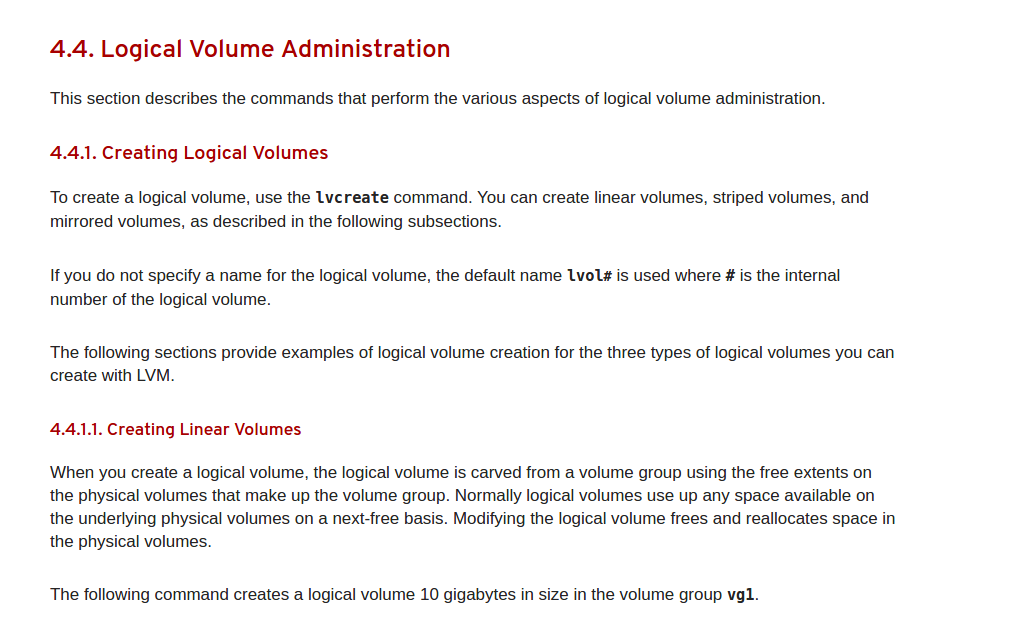 4.4. Logical Volume Administration
This section describes the commands that perform the various aspects of logical volume administration.
4.4.1. Creating Logical Volumes
To create a logical volume, use the lvcreate command. You can create linear volumes, striped volumes, and
mirrored volumes, as described in the following subsections.
If you do not specify a name for the logical volume, the default name lvol# is used where # is the internal
number of the logical volume.
The following sections provide examples of logical volume creation for the three types of logical volumes you can
create with LVM.
4.4.1.1. Creating Linear Volumes
When you create a logical volume, the logical volume is carved from a volume group using the free extents on
the physical volumes that make up the volume group. Normally logical volumes use up any space available on
the underlying physical volumes on a next-free basis. Modifying the logical volume frees and reallocates space in
the physical volumes.
The following command creates a logical volume 10 gigabytes in size in the volume group vg1.